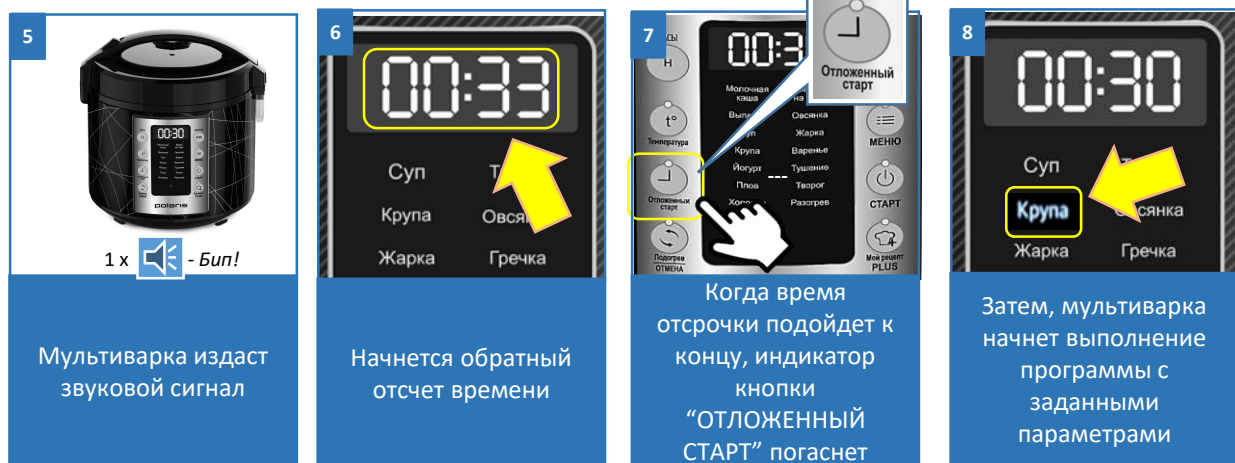 5
00:30
polaris
1 x - Бип!
Мультиварка издаст
звуковой сигнал
6
00:33
Суп
Крупа
Жарка Гречка
Начнется обратный
отсчет времени
7
H
00:3
Отложенный
старт
Молочная
каша
Овсянка
t°
Жарка
Температура
МЕНЮ
Крупа Варенье
Йогурт Тушение
Плов Творог
Отложенный
старт
Разогрев
СТАРТ
Подогрев
ОТМЕНА
Мой рецепт
PLUS
Когда время
отсрочки подойдет к
концу, индикатор
кнопки
“ОТЛОЖЕННЫЙ
СТАРТ” погаснет
8
00:30
Суп
Крупа
Жарка Гречка
Затем, мультиварка
начнет выполнение
программы с
заданными
параметрами